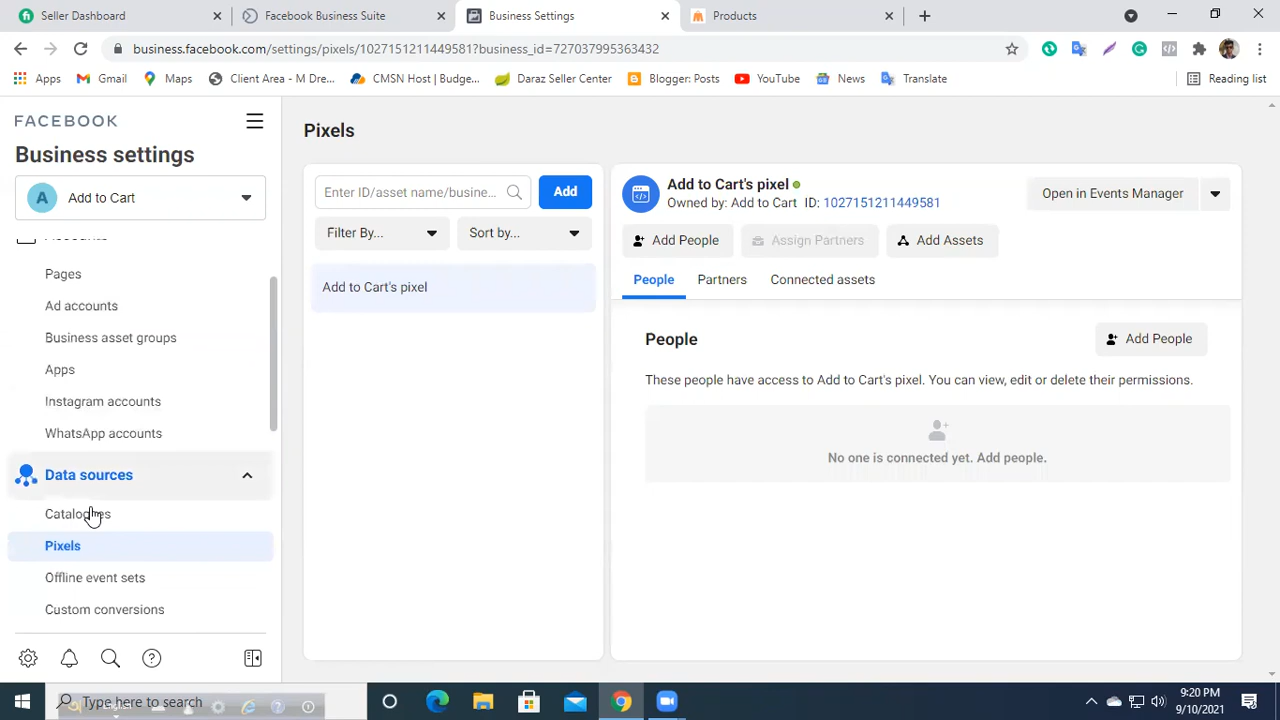 Seller Dashboard
Facebook Business Suite
Business Settings
Products
business.facebook.com/settings/pixels/1027151211449581?business_id=727037995363432
Apps
Gmail
Maps
Client Area - M Dre...
CMSN Host | Budge...
Daraz Seller Center
Blogger: Posts
YouTube
News
Translate
Reading list
FACEBOOK
Business settings
A Add to Cart
Accounts
Pages
Ad accounts
Business asset groups
Apps
Instagram accounts
WhatsApp accounts
Data sources
Catalogues
Pixels
Offline event sets
Custom conversions
Pixels
Enter ID/asset name/busine...
Add
Filter By...
Sort by...
Add to Cart's pixel
Add to Cart's pixel
Owned by: Add to Cart ID: 1027151211449581
Open in Events Manager
Add People
Assign Partners
Add Assets
People
Partners
Connected assets
People
Add People
These people have access to Add to Cart's pixel. You can view, edit or delete their permissions.
No one is connected yet. Add people.
Type here to search
9:20 PM
9/10/2021